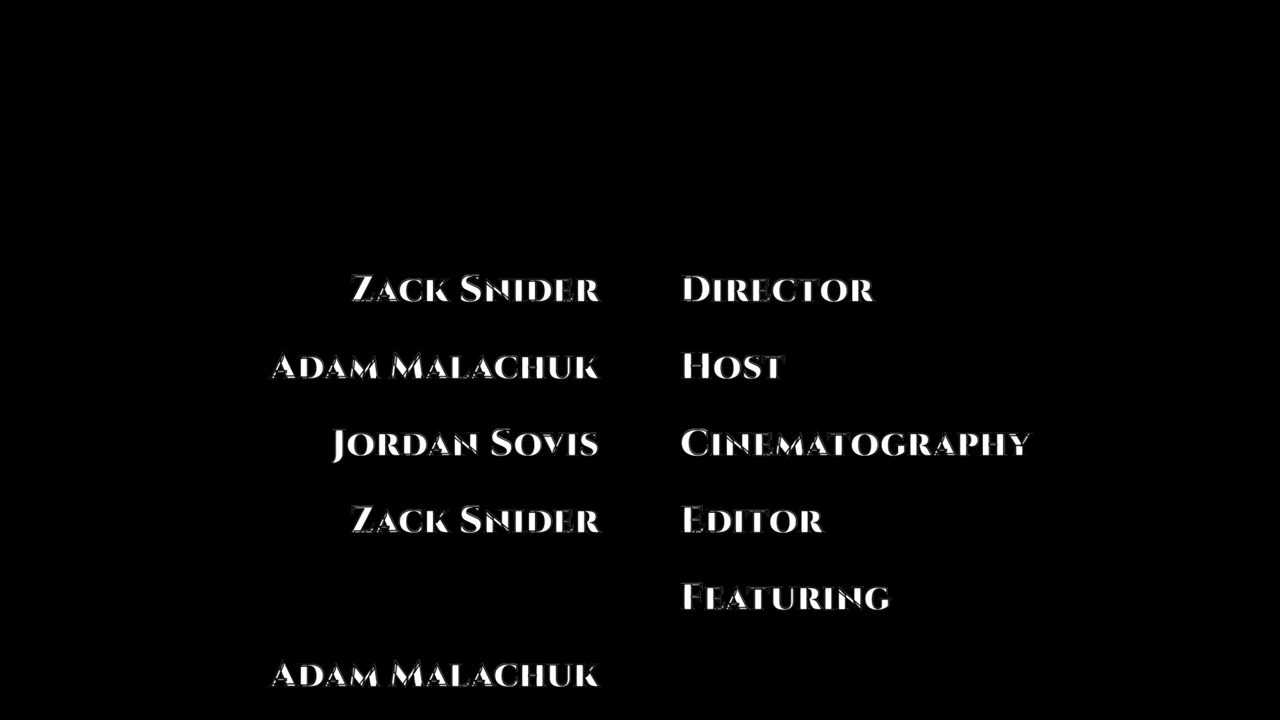 Zack Snider Director
Adam Malachuk Host
Jordan Sovis Cinematography
Zack Snider Editor
Featuring
Adam Malachuk